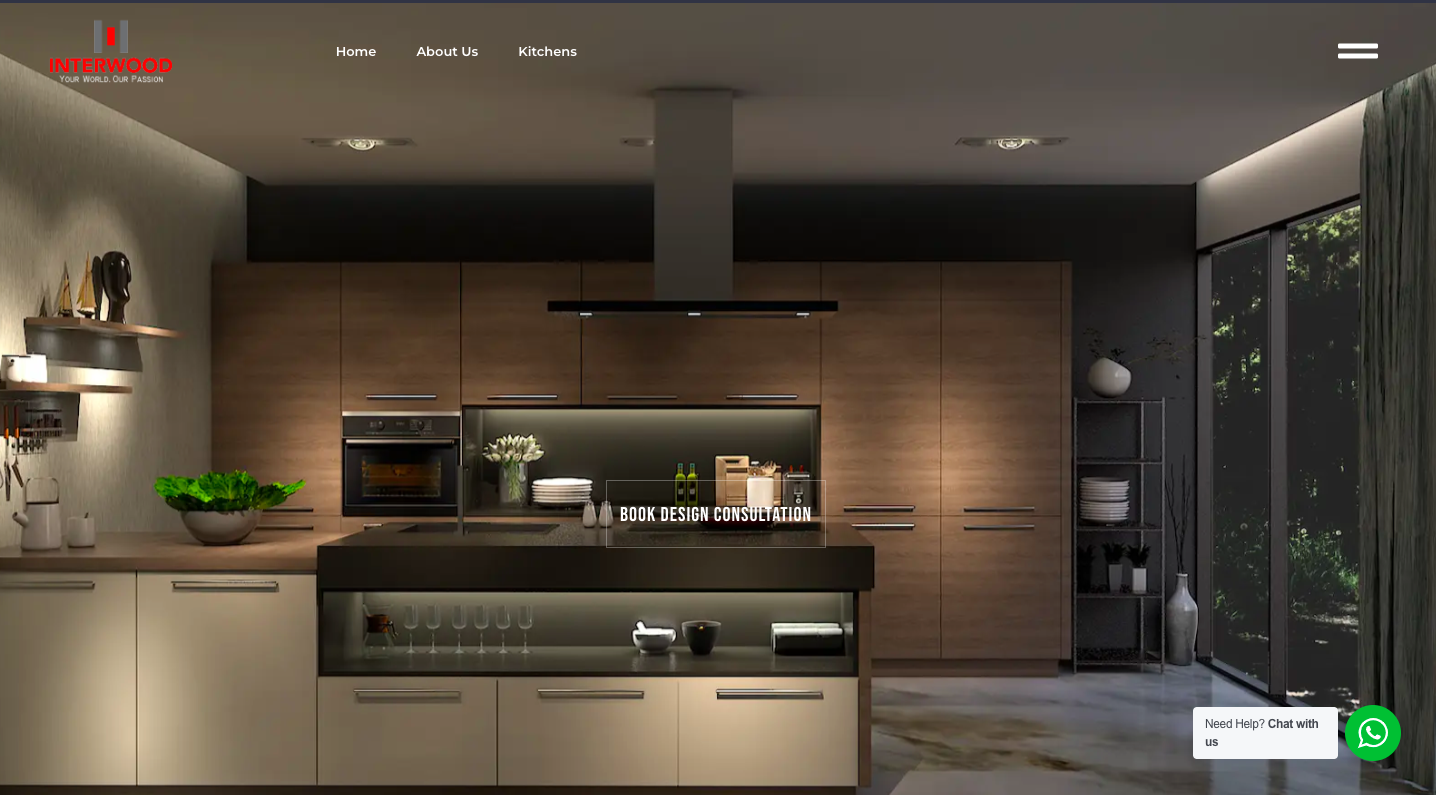 INTERWOOD
YOUR WORLD. OUR PASSION
Home
About Us
Kitchens
BOOK DESIGN CONSULTATION
Need Help? Chat with
us